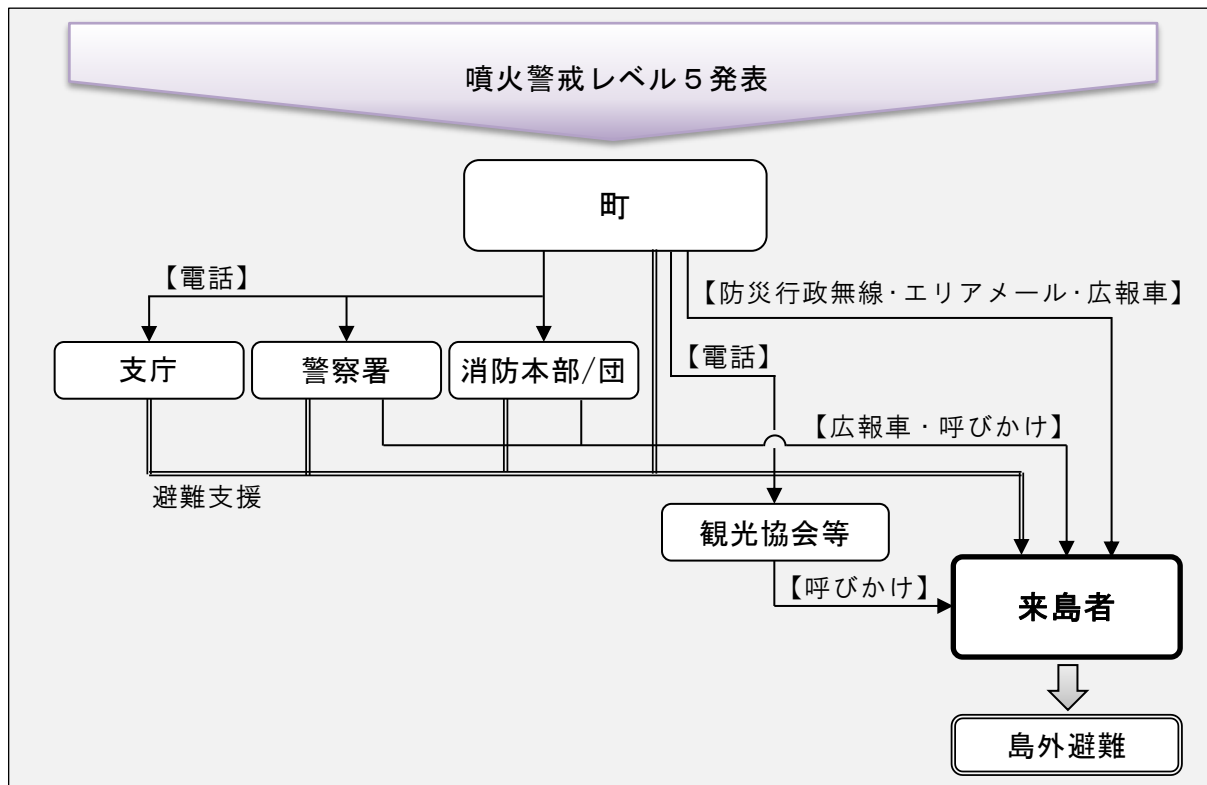 噴火警戒レベル５発表
町
【電話】
【防災行政無線・エリアメール・広報車】
支庁
警察署
消防本部/団
【電話】
【広報車・呼びかけ】
避難支援
観光協会等
【呼びかけ】
来島者
島外避難